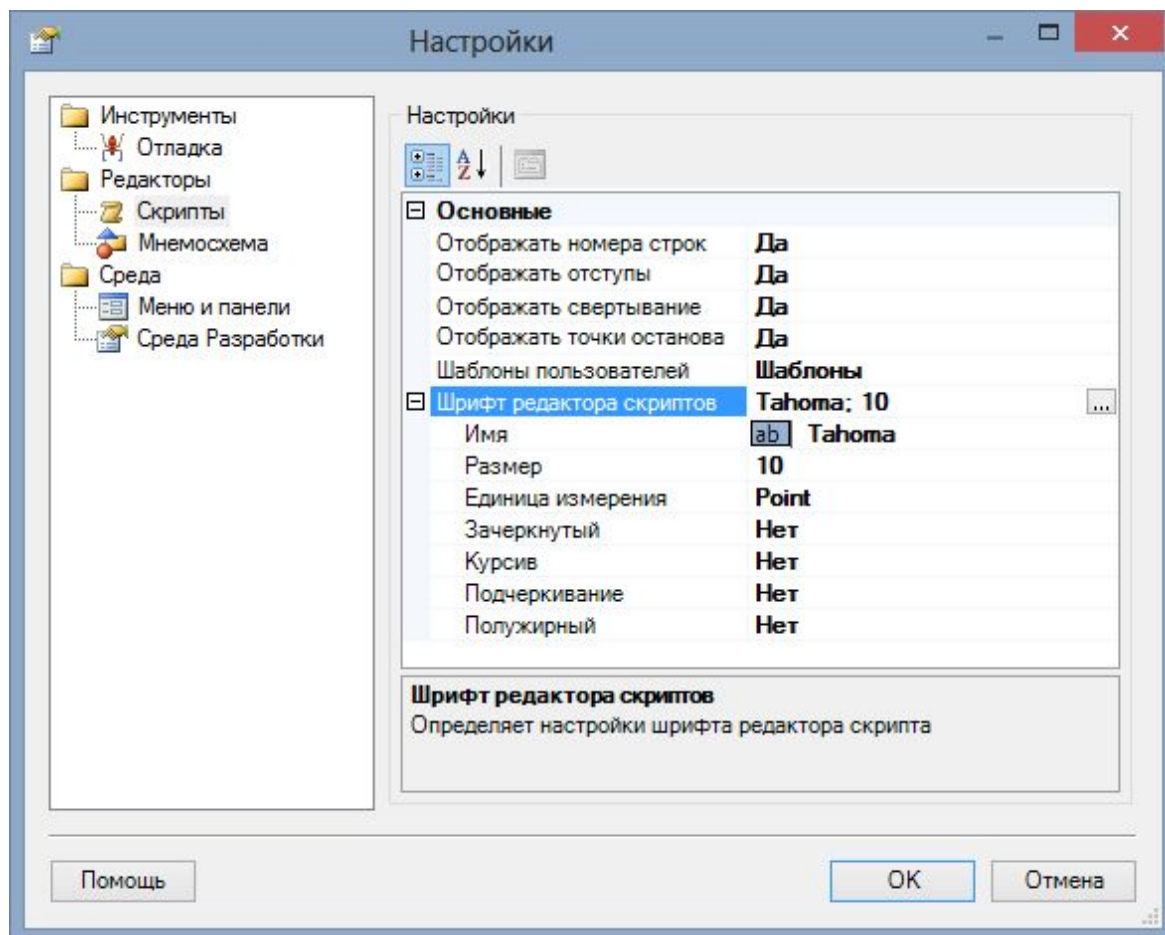 Настройки
Инструменты
Отладка
Редакторы
Скрипты
Мнемосхема
Среда
Меню и панели
Среда Разработки
Настройки
A
Z
Основные
Отображать номера строк Да
Отображать отступы Да
Отображать свертывание Да
Отображать точки останова Да
Шаблоны пользователей Шаблоны
Шрифт редактора скриптов Tahoma; 10 ...
Имя ab Tahoma
Размер 10
Единица измерения Point
Зачеркнутый Нет
Курсив Нет
Подчеркивание Нет
Полужирный Нет
Шрифт редактора скриптов
Определяет настройки шрифта редактора скрипта
Помощь OK Отмена